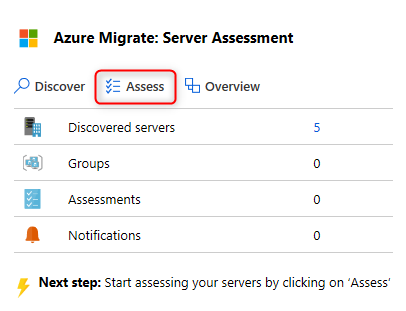 Azure Migrate: Server Assessment
Discover Assess Overview
Discovered servers 5
Groups 0
Assessments 0
Notifications 0
Next step: Start assessing your servers by clicking on 'Assess'